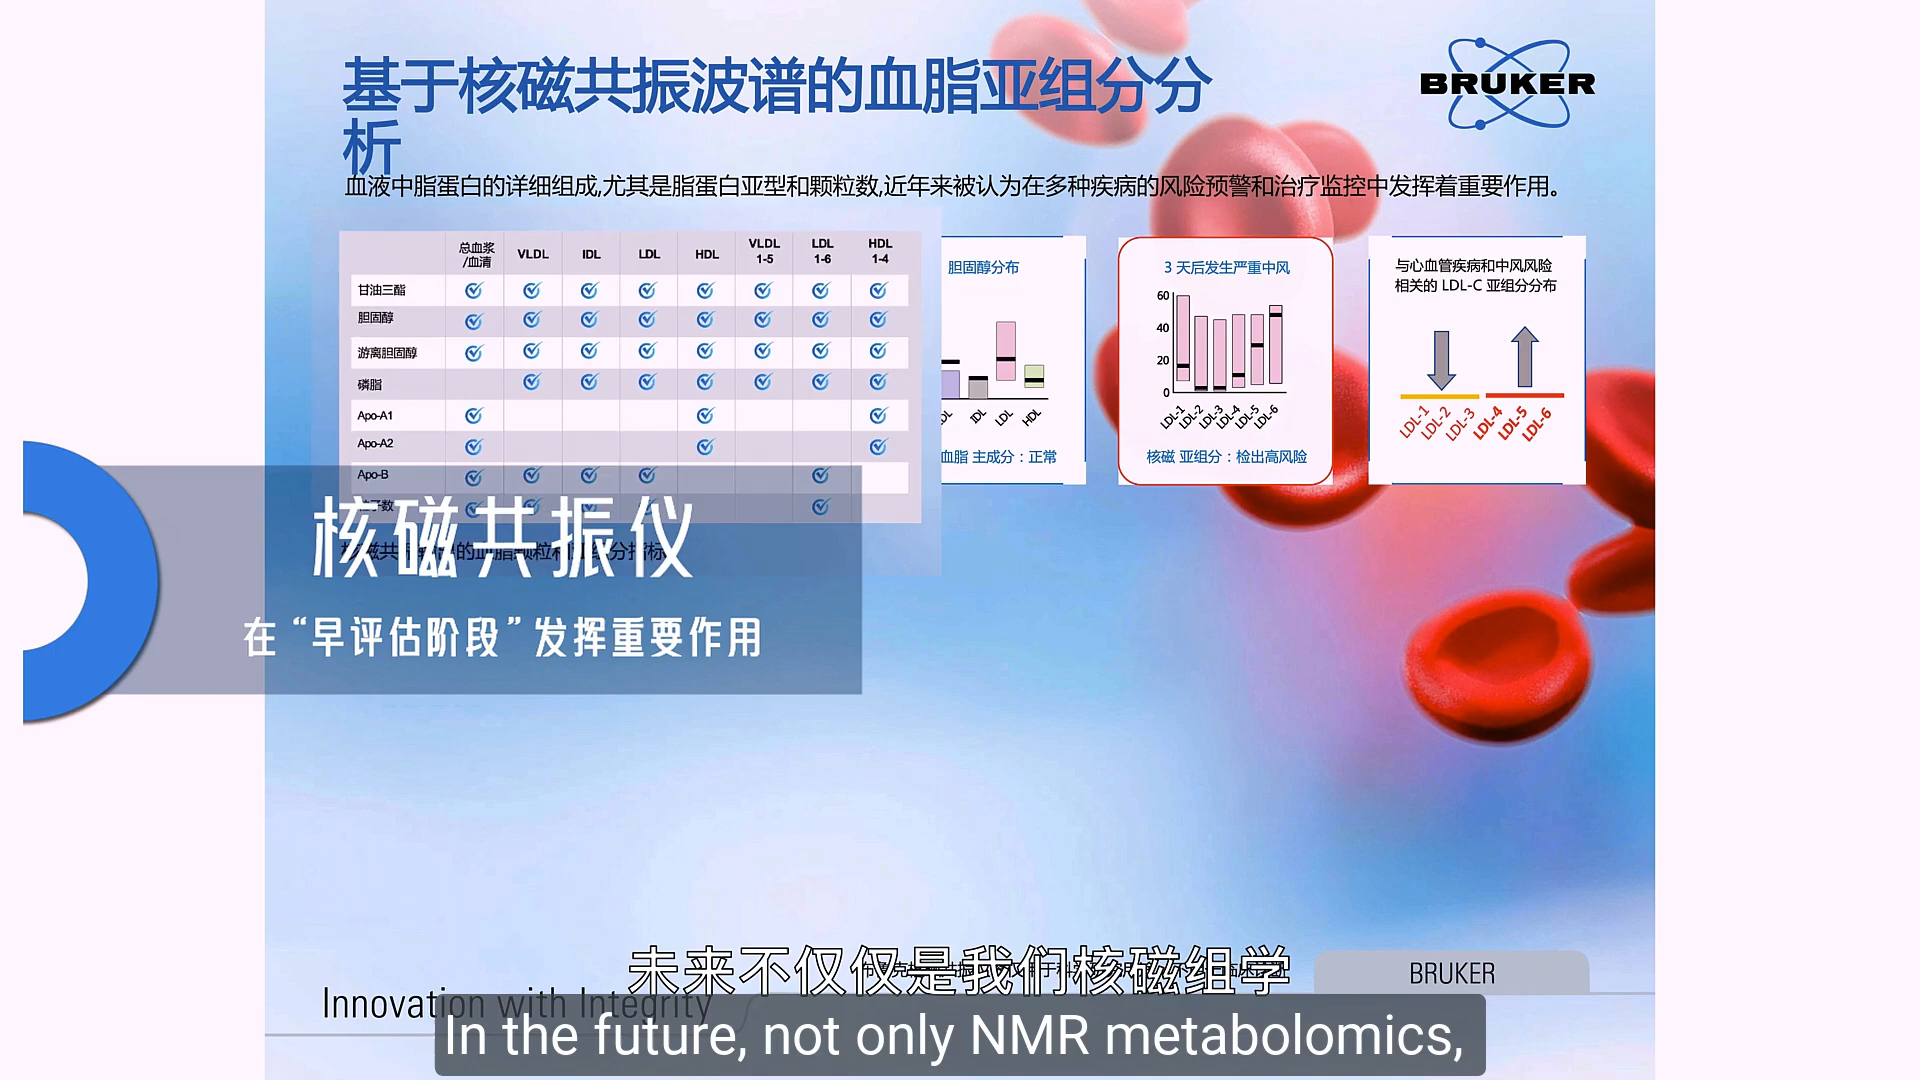 基于核磁共振波谱的血脂亚组分分
析
BRUKER
血液中脂蛋白的详细组成,尤其是脂蛋白亚型和颗粒数,近年来被认为在多种疾病的风险预警和治疗监控中发挥着重要作用。
总血浆
/血清
VLDL
IDL
LDL
HDL
VLDL
1-5
LDL
1-6
HDL
1-4
甘油三酯
胆固醇
游离胆固醇
磷脂
Apo-A1
Apo-A2
Apo-B
胆固醇分布
IDL
LDL
HDL
血脂 主成分：正常
3 天后发生严重中风
60
40
20
0
LDL-1
LDL-2
LDL-3
LDL-4
LDL-5
LDL-6
核磁 亚组分：检出高风险
与心血管疾病和中风风险
相关的 LDL-C 亚组分分布
LDL-1
LDL-2
LDL-3
LDL-4
LDL-5
LDL-6
核磁共振仪
在“早评估阶段”发挥重要作用
未来不仅仅是我们核磁组学
BRUKER
Innovation with Integrity
In the future, not only NMR metabolomics,